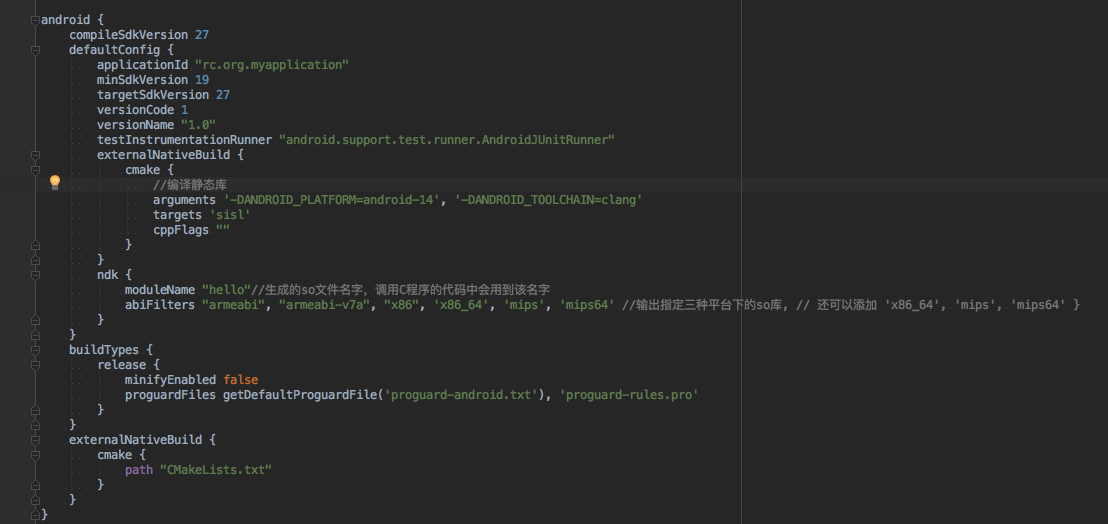 android {
    compileSdkVersion 27
    defaultConfig {
        applicationId "rc.org.myapplication"
        minSdkVersion 19
        targetSdkVersion 27
        versionCode 1
        versionName "1.0"
        testInstrumentationRunner "android.support.test.runner.AndroidJUnitRunner"
        externalNativeBuild {
            cmake {
                //编译静态库
                arguments '-DANDROID_PLATFORM=android-14', '-DANDROID_TOOLCHAIN=clang'
                targets 'sisl'
                cppFlags ""
            }
        }
        ndk {
            moduleName "hello"//生成的so文件名字，调用C程序的代码中会用到该名字
            abiFilters "armeabi", "armeabi-v7a", "x86", 'x86_64', 'mips', 'mips64' //输出指定三种平台下的so库, // 还可以添加 'x86_64', 'mips', 'mips64' }
        }
    }
    buildTypes {
        release {
            minifyEnabled false
            proguardFiles getDefaultProguardFile('proguard-android.txt'), 'proguard-rules.pro'
        }
    }
    externalNativeBuild {
        cmake {
            path "CMakeLists.txt"
        }
    }
}